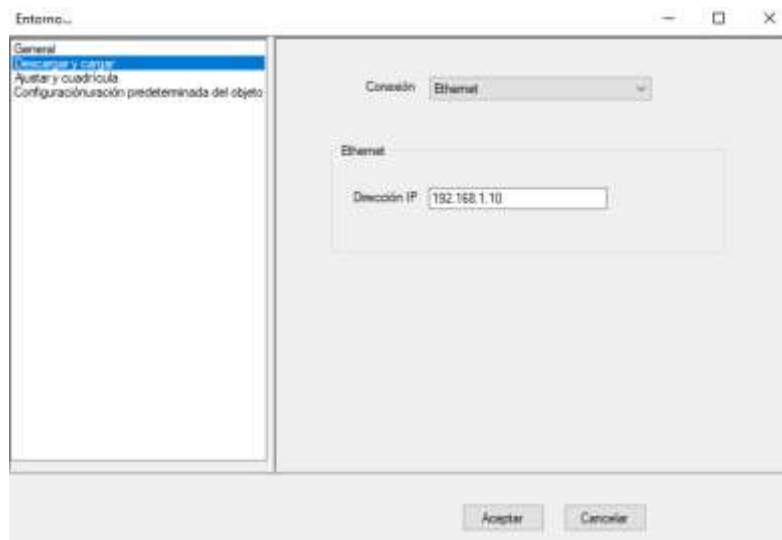 Entorno...
General
Descargar y cargar
Ajustar y cuadrícula
Configuraciónuración predeterminada del objeto
Conexión
Ethernet
Ethernet
Dirección IP
192.168.1.10
Aceptar
Cancelar